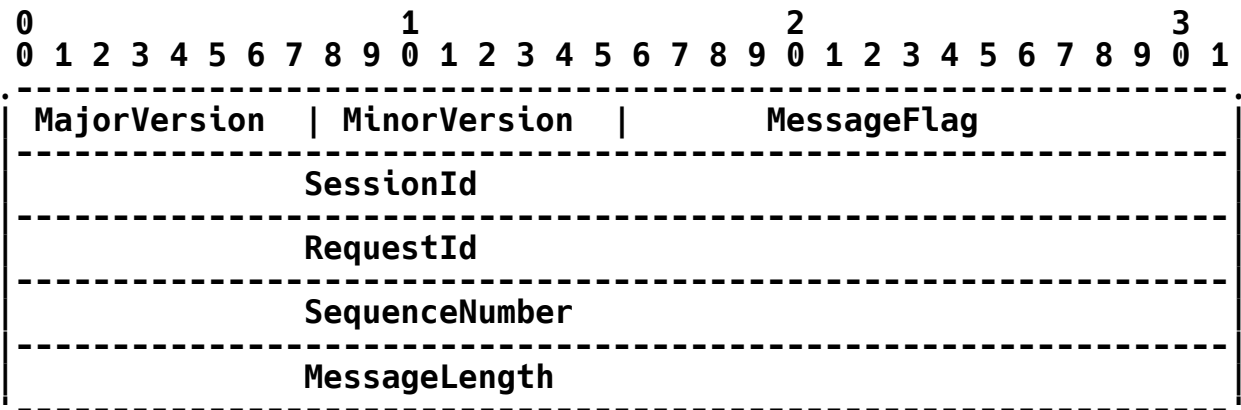 0                   1                   2                   3
0 1 2 3 4 5 6 7 8 9 0 1 2 3 4 5 6 7 8 9 0 1 2 3 4 5 6 7 8 9 0 1
.---------------------------------------------------------------.
| MajorVersion  | MinorVersion  |       MessageFlag             |
|---------------------------------------------------------------|
|               SessionId                                       |
|---------------------------------------------------------------|
|               RequestId                                       |
|---------------------------------------------------------------|
|               SequenceNumber                                  |
|---------------------------------------------------------------|
|               MessageLength                                   |
|---------------------------------------------------------------|